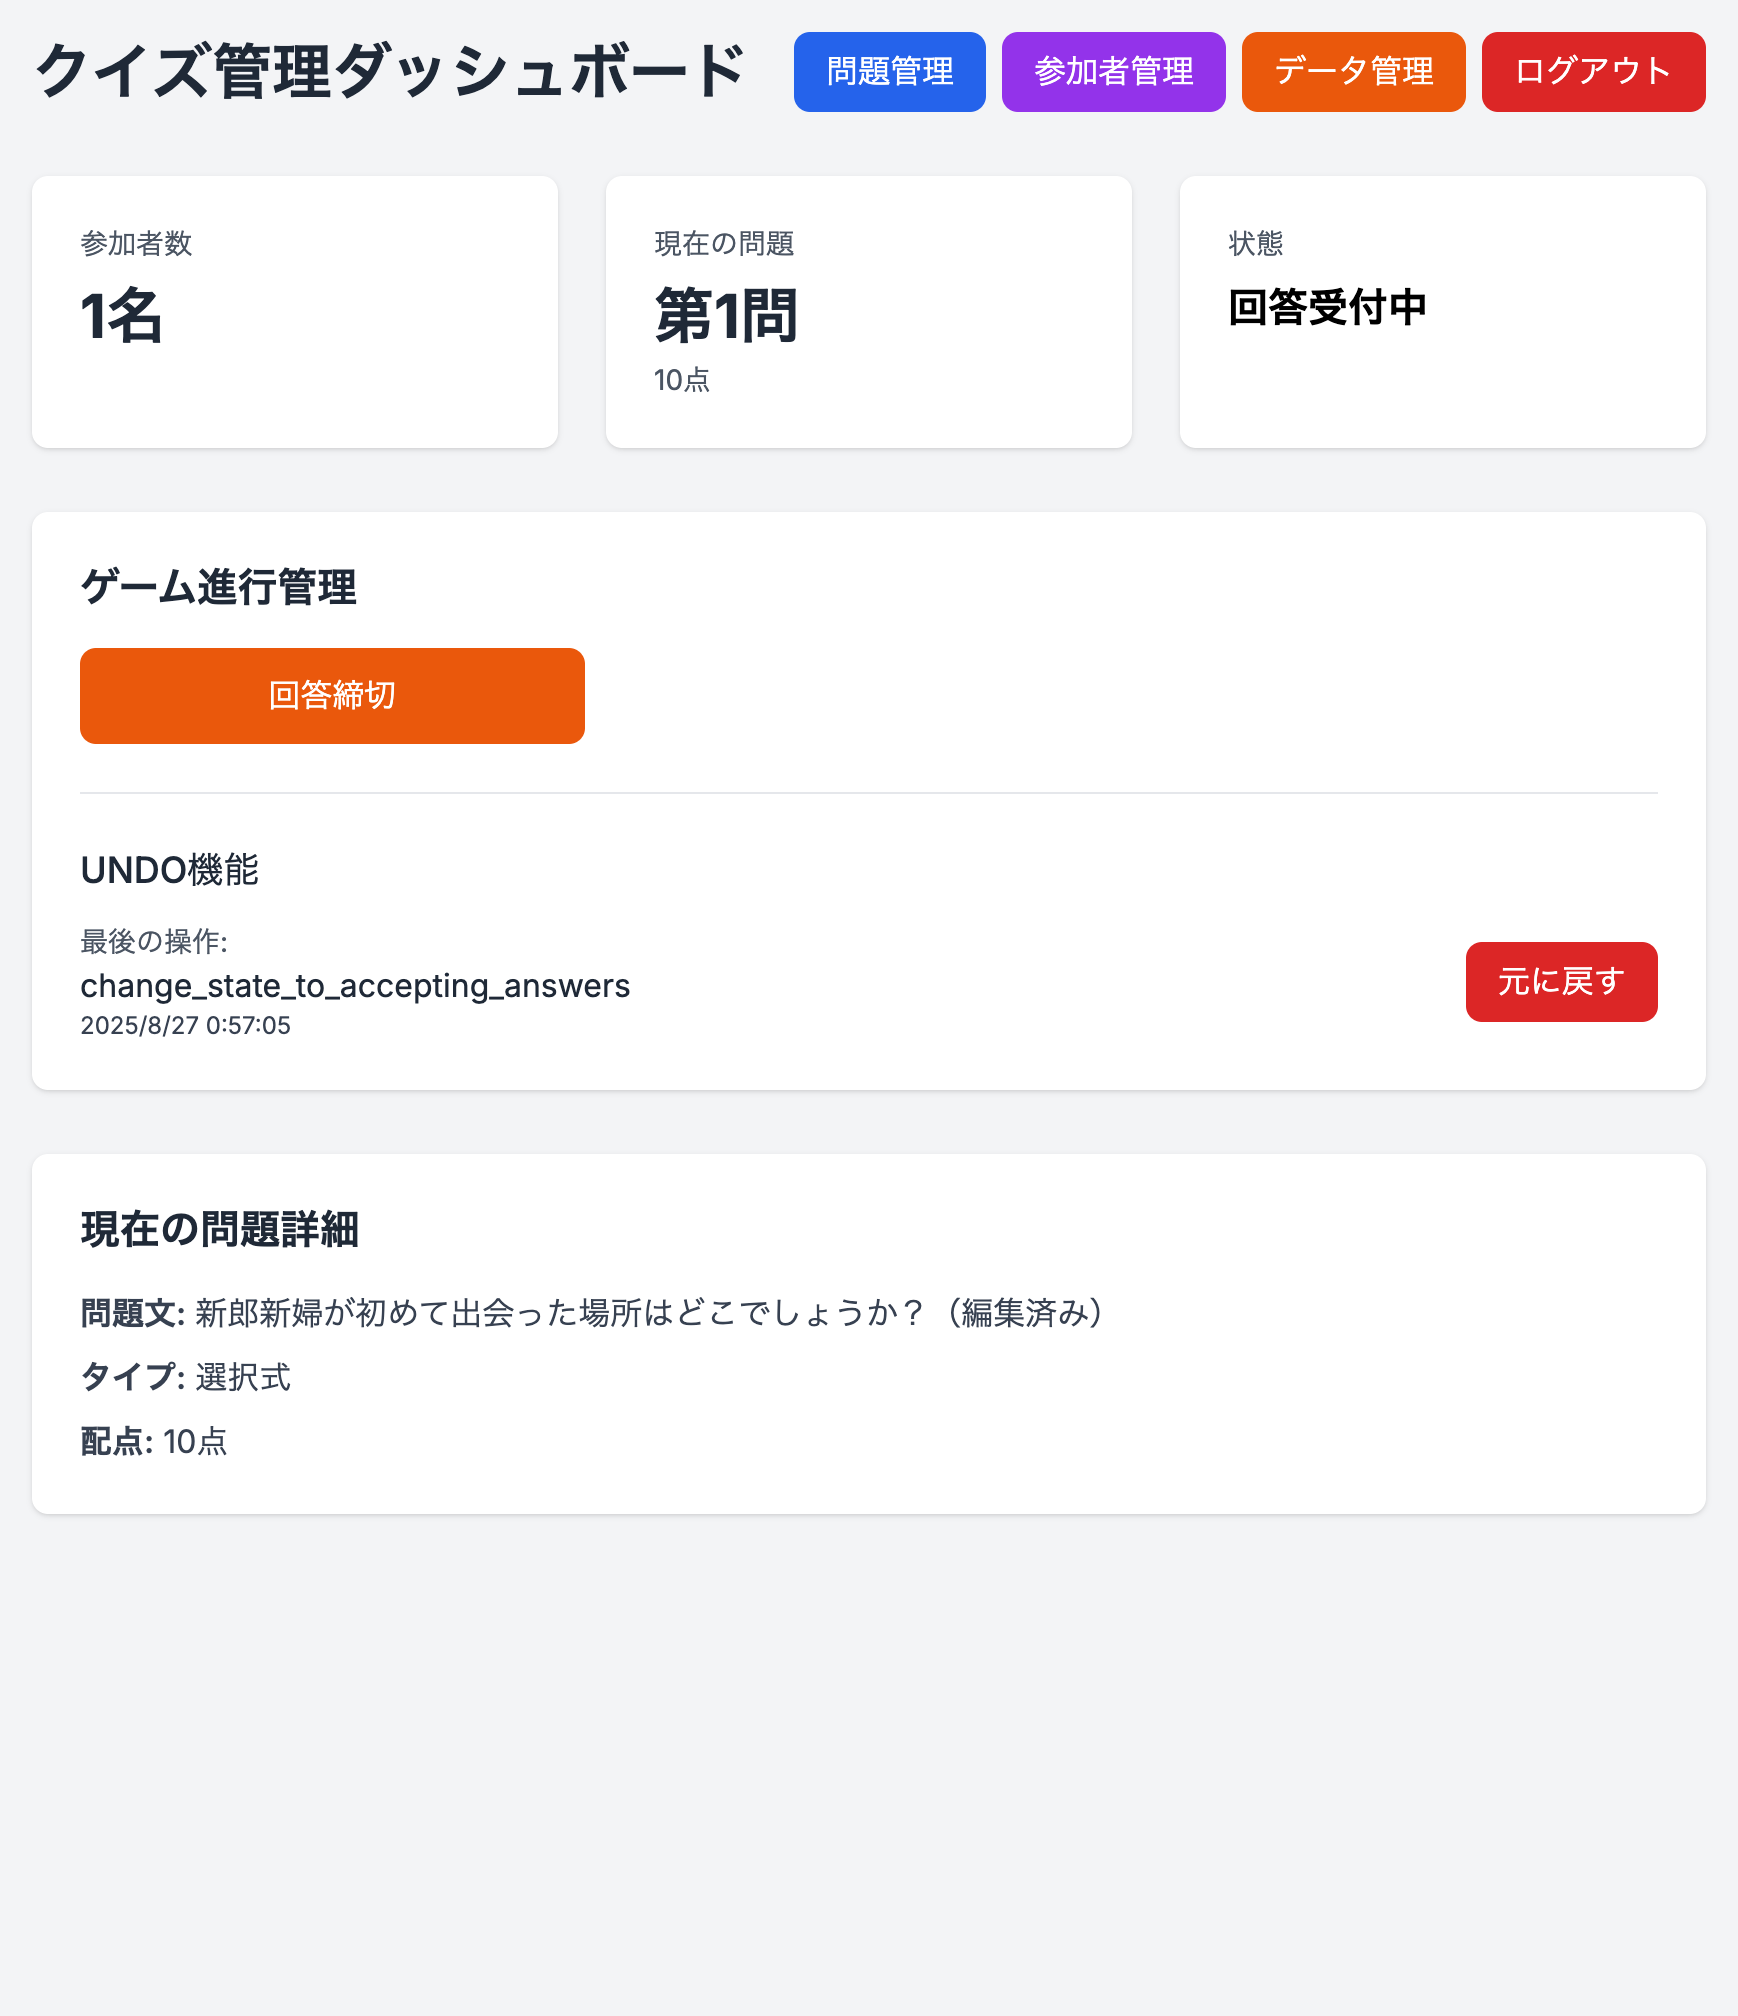 クイズ管理ダッシュボード
問題管理
参加者管理
データ管理
ログアウト
参加者数
1名
現在の問題
第1問
10点
状態
回答受付中
ゲーム進行管理
回答締切
UNDO機能
最後の操作:
change_state_to_accepting_answers
2025/8/27 0:57:05
元に戻す
現在の問題詳細
問題文: 新郎新婦が初めて出会った場所はどこでしょうか？（編集済み）
タイプ: 選択式
配点: 10点